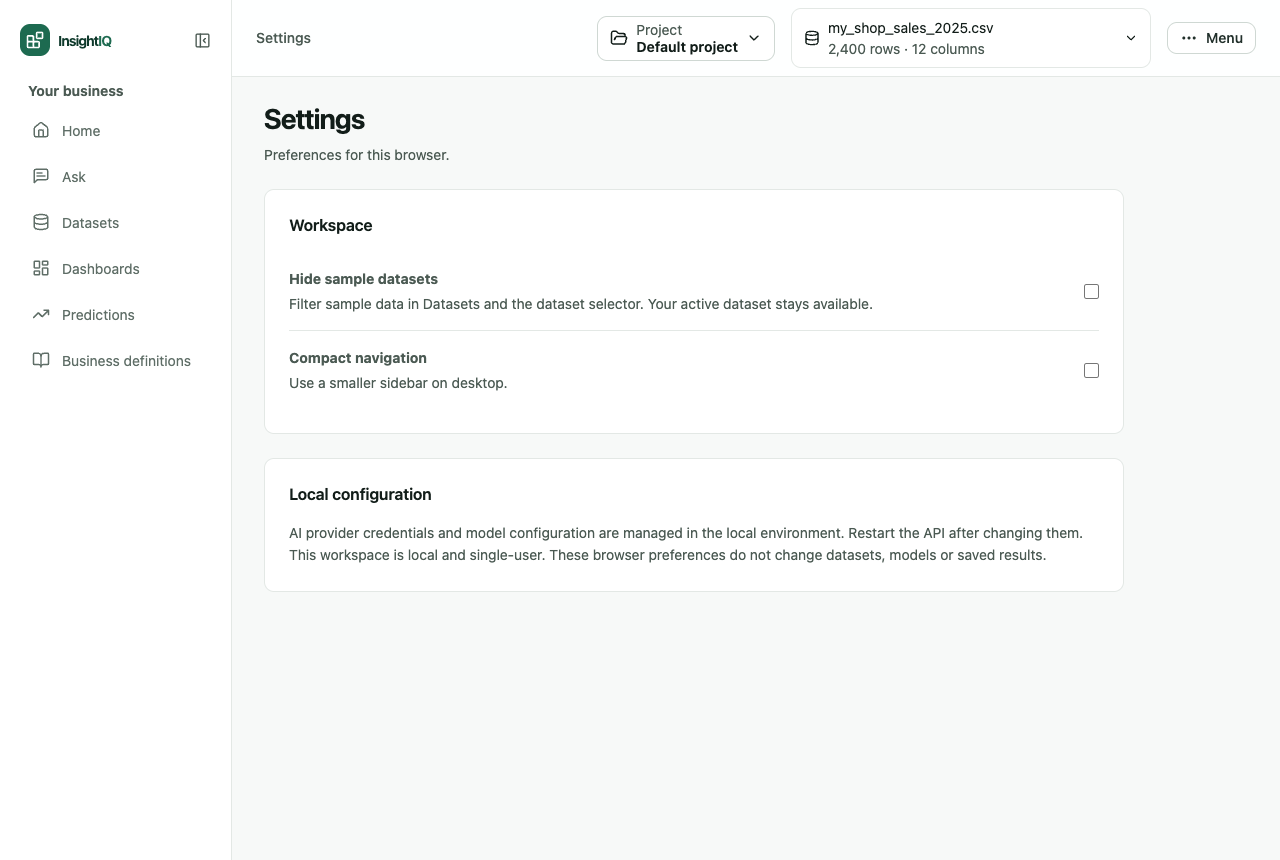 InsightIQ
Your business
Home
Ask
Datasets
Dashboards
Predictions
Business definitions
Settings
Project
Default project
my_shop_sales_2025.csv
2,400 rows · 12 columns
Menu
Settings
Preferences for this browser.
Workspace
Hide sample datasets
Filter sample data in Datasets and the dataset selector. Your active dataset stays available.
Compact navigation
Use a smaller sidebar on desktop.
Local configuration
AI provider credentials and model configuration are managed in the local environment. Restart the API after changing them.
This workspace is local and single-user. These browser preferences do not change datasets, models or saved results.